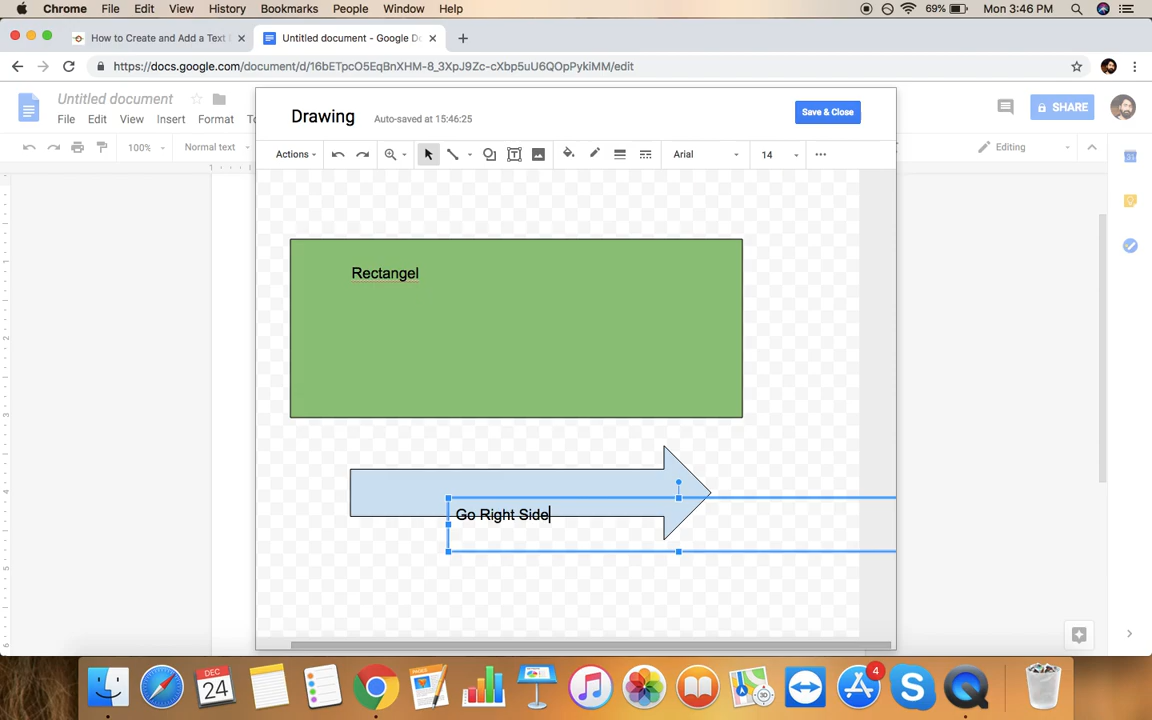 Chrome File Edit View History Bookmarks People Window Help 69% Mon 3:46 PM
How to Create and Add a Text Untitled document - Google Do
https://docs.google.com/document/d/16bETpcO5EqBnXHM-8_3XpJ9Zc-cXbp5uU6QOpPykiMM/edit
Untitled document
SHARE
File Edit View Insert Format To
Drawing Auto-saved at 15:46:25 Save & Close
100% Normal text
Actions Arial 14
Editing
Rectangel
Go Right Side
DEC
24
4